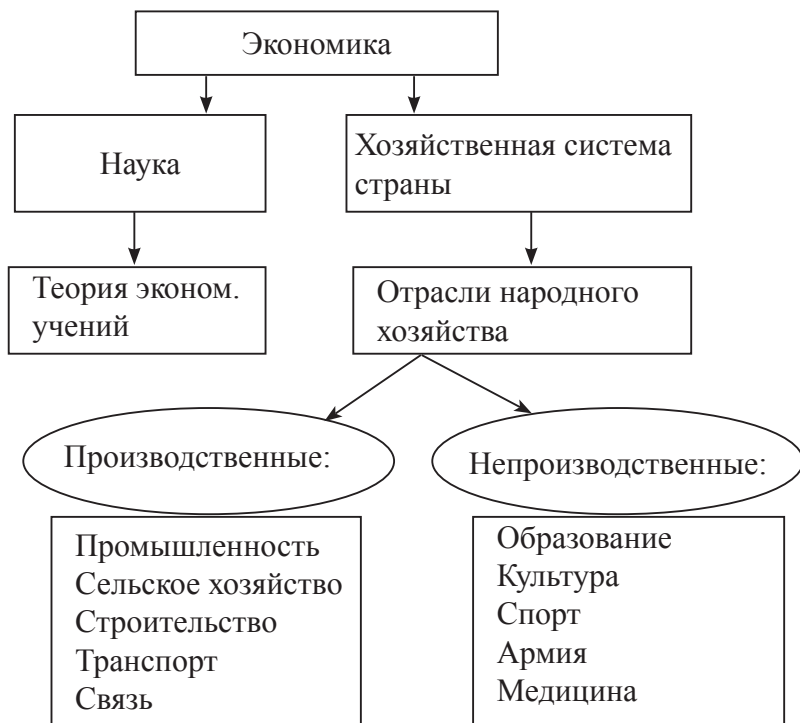 Экономика
Наука
Хозяйственная система
страны
Теория эконом.
учений
Отрасли народного
хозяйства
Производственные:
Непроизводственные:
Промышленность
Сельское хозяйство
Строительство
Транспорт
Связь
Образование
Культура
Спорт
Армия
Медицина